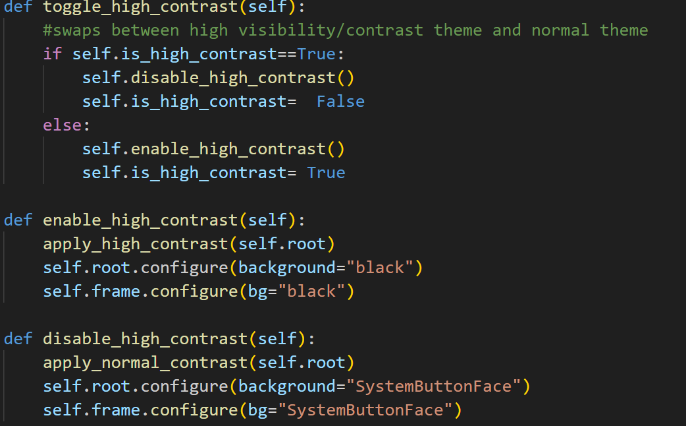 def toggle_high_contrast(self):
    #swaps between high visibility/contrast theme and normal theme
    if self.is_high_contrast==True:
        self.disable_high_contrast()
        self.is_high_contrast=  False
    else:
        self.enable_high_contrast()
        self.is_high_contrast= True

def enable_high_contrast(self):
    apply_high_contrast(self.root)
    self.root.configure(background="black")
    self.frame.configure(bg="black")

def disable_high_contrast(self):
    apply_normal_contrast(self.root)
    self.root.configure(background="SystemButtonFace")
    self.frame.configure(bg="SystemButtonFace")